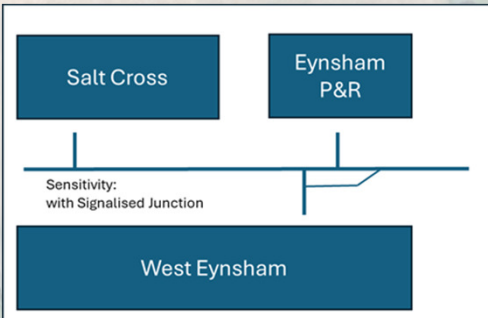 Salt Cross
Eynsham
P&R
Sensitivity:
with Signalised Junction
West Eynsham